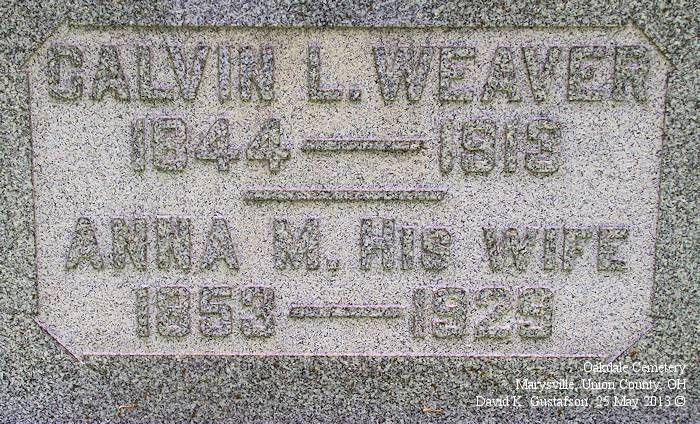 CALVIN L. WEAVER
1844 — 1919
ANNA M. HIS WIFE
1853 — 1929
Oakdale Cemetery
Marysville, Union County, OH
David K. Gustafson, 25 May 2013 ©